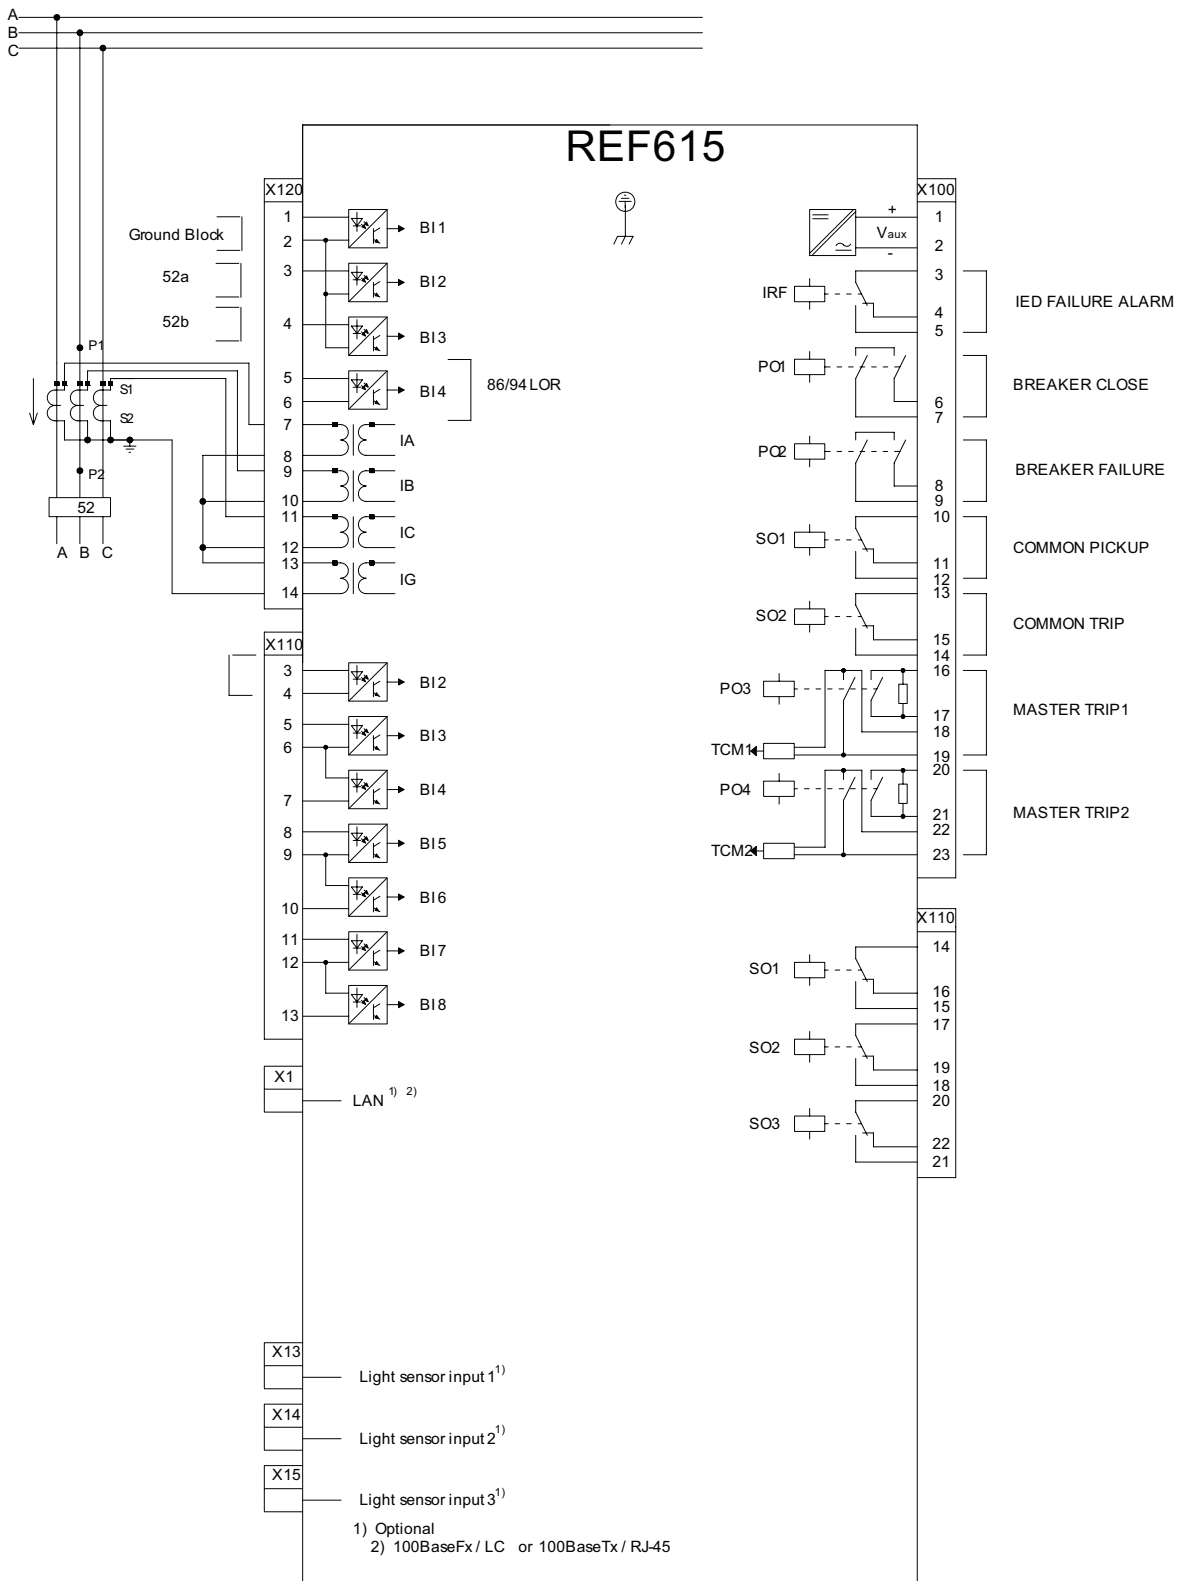 A
B
C
REF615
X120
1
2
3
4
5
6
7
8
9
10
11
12
13
14
Ground Block
52a
52b
BI1
BI2
BI3
BI4
86/94 LOR
IA
IB
IC
IG
P1
S1
S2
P2
52
A B C
X110
3
4
5
6
7
8
9
10
11
12
13
BI2
BI3
BI4
BI5
BI6
BI7
BI8
X1
LAN 1) 2)
X13
Light sensor input 1 1)
X14
Light sensor input 2 1)
X15
Light sensor input 3 1)
1) Optional
2) 100BaseFx / LC or 100BaseTx / RJ-45
X100
+
Vaux
-
1
2
3
4
5
6
7
8
9
10
11
12
13
15
14
16
17
18
19
20
21
22
23
IRF
PO1
PO2
SO1
SO2
PO3
TCM1
PO4
TCM2
IED FAILURE ALARM
BREAKER CLOSE
BREAKER FAILURE
COMMON PICKUP
COMMON TRIP
MASTER TRIP1
MASTER TRIP2
X110
14
16
15
17
19
18
20
22
21
SO1
SO2
SO3